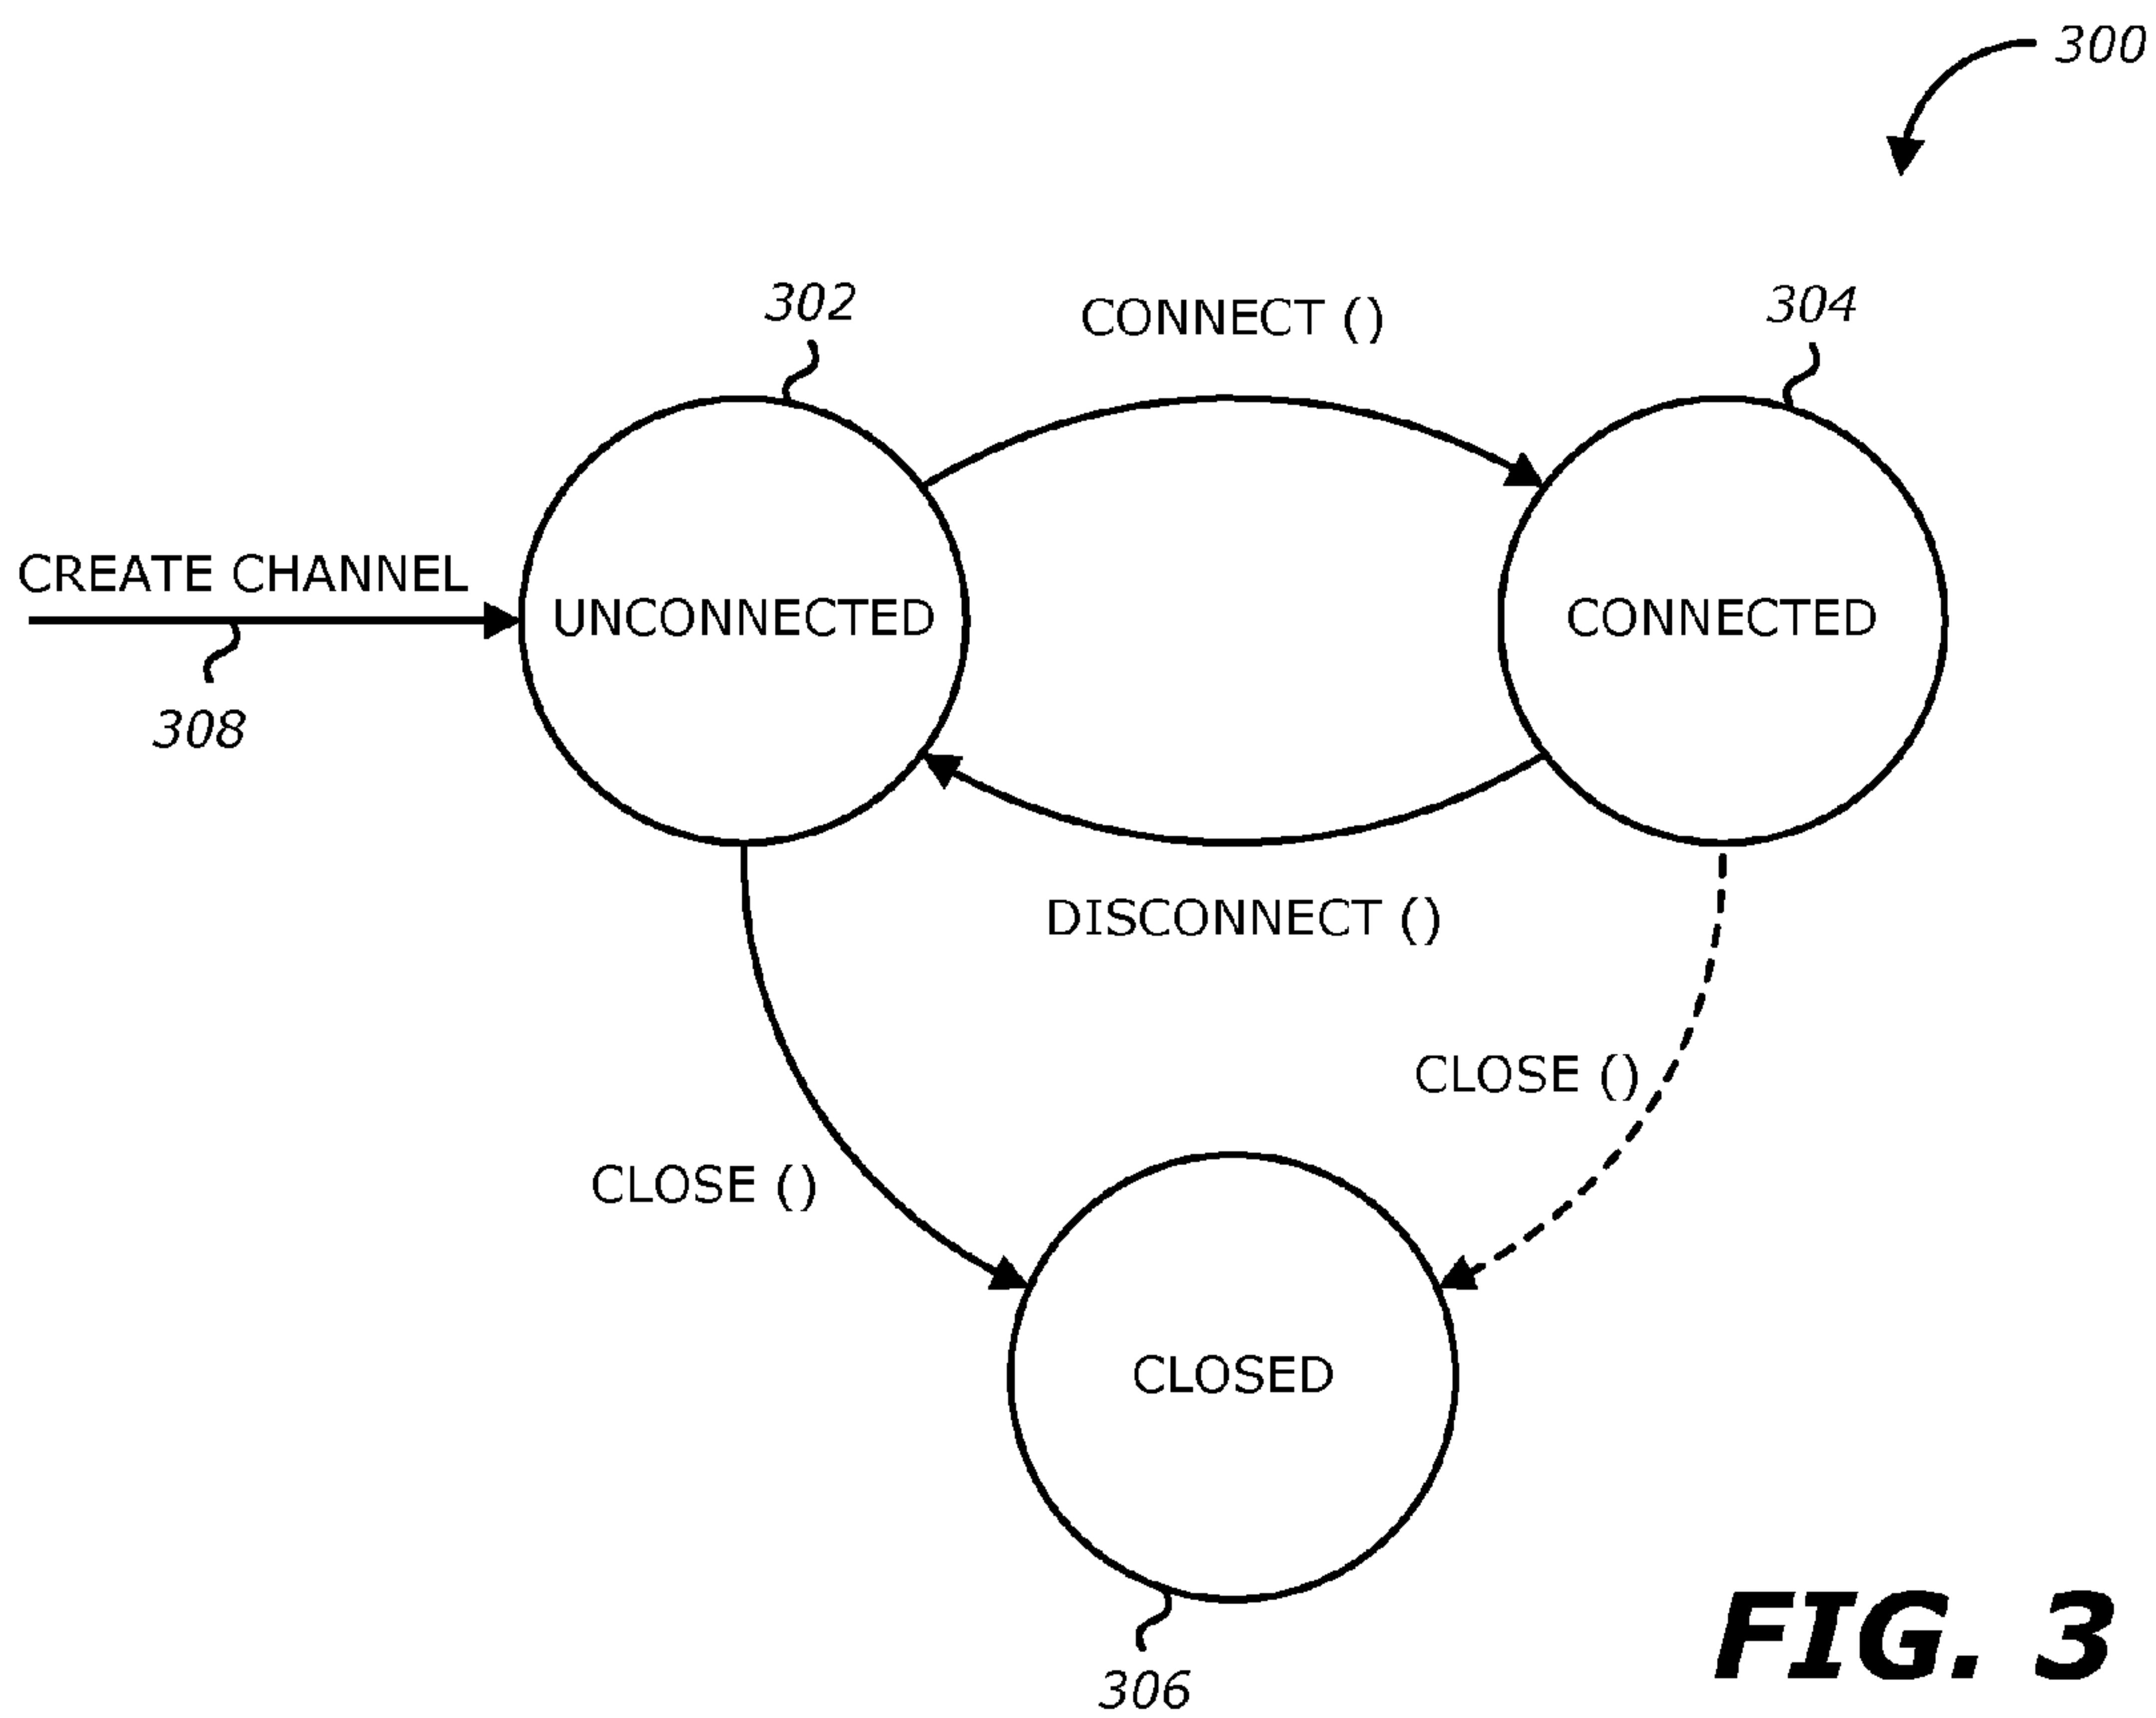 300
302
CONNECT ()
304
CREATE CHANNEL
UNCONNECTED
CONNECTED
308
DISCONNECT ()
CLOSE ()
CLOSE ()
CLOSED
306
FIG. 3